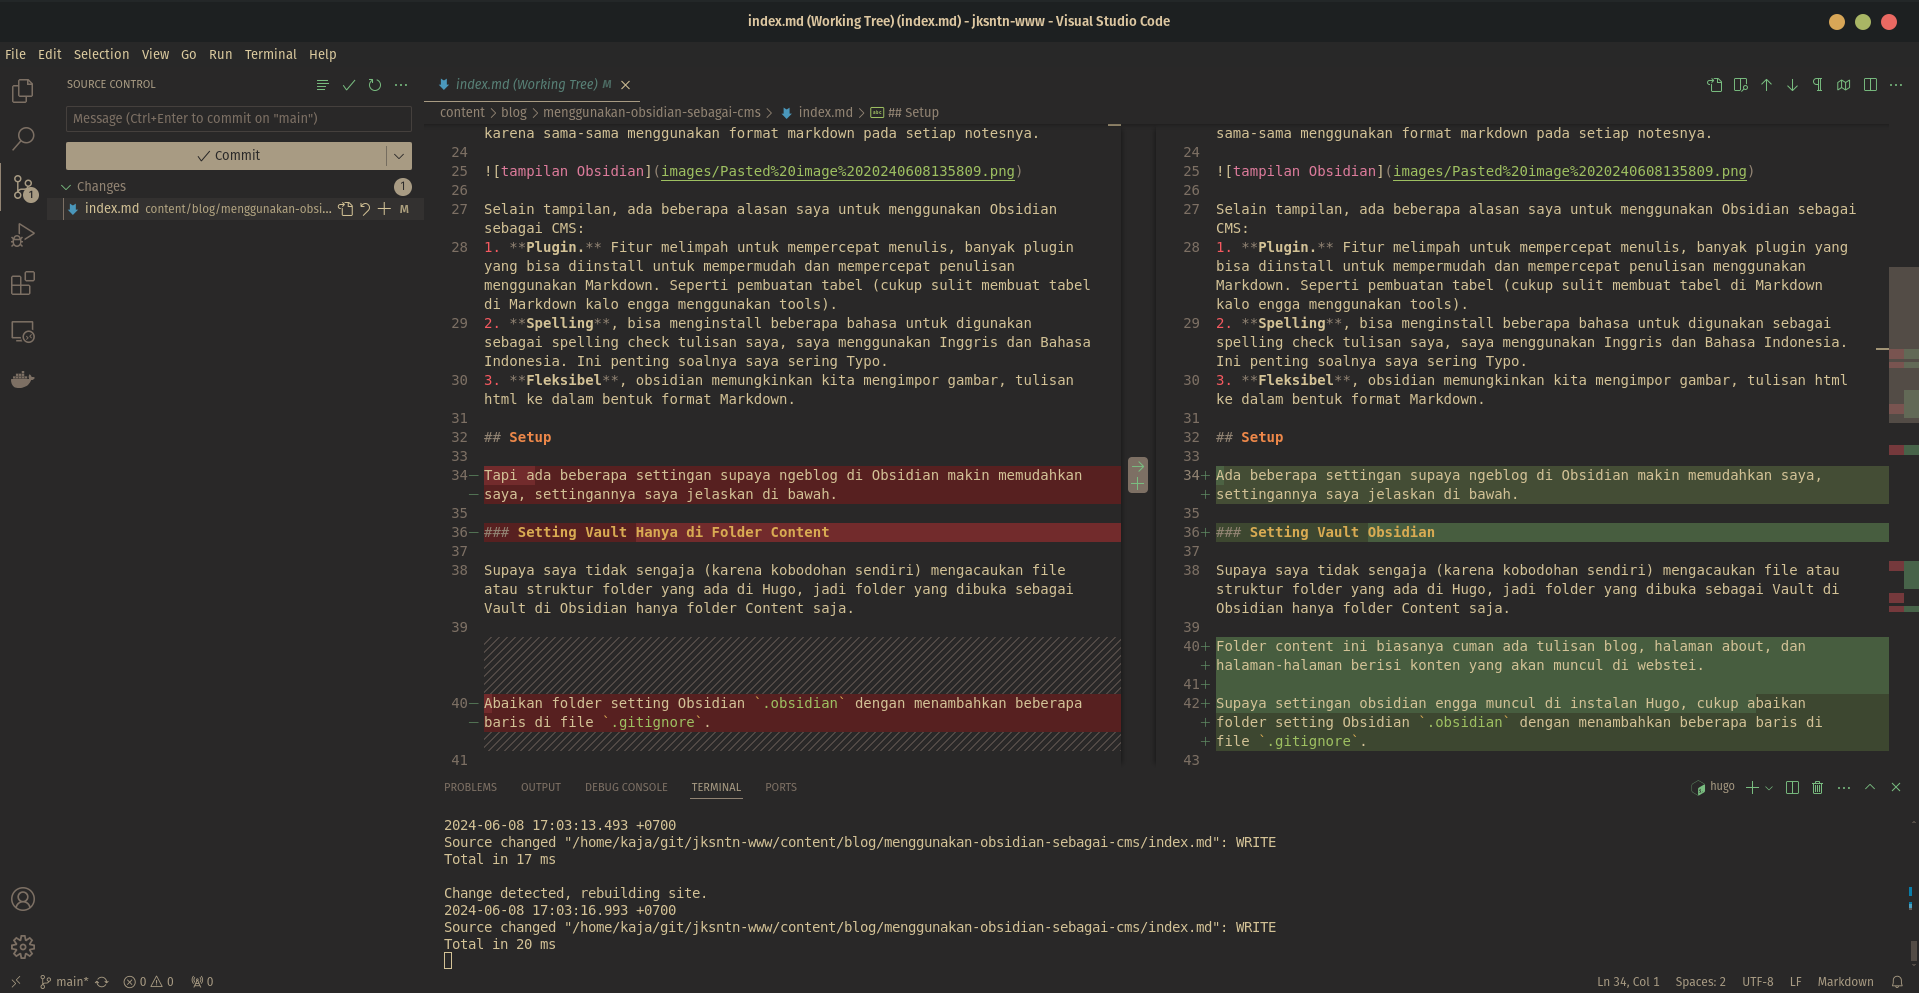 index.md (Working Tree) (index.md) - jksntn-www - Visual Studio Code
File Edit Selection View Go Run Terminal Help
SOURCE CONTROL
Message (Ctrl+Enter to commit on "main")
Commit
Changes 1
index.md content/blog/menggunakan-obsi... M
1
index.md (Working Tree) M
content > blog > menggunakan-obsidian-sebagai-cms > index.md > ## Setup
karena sama-sama menggunakan format markdown pada setiap notesnya.
24
25 ![tampilan Obsidian](images/Pasted%20image%2020240608135809.png)
26
27 Selain tampilan, ada beberapa alasan saya untuk menggunakan Obsidian
sebagai CMS:
28 1. **Plugin.** Fitur melimpah untuk mempercepat menulis, banyak plugin
yang bisa diinstall untuk mempermudah dan mempercepat penulisan
menggunakan Markdown. Seperti pembuatan tabel (cukup sulit membuat tabel
di Markdown kalo engga menggunakan tools).
29 2. **Spelling**, bisa menginstall beberapa bahasa untuk digunakan
sebagai spelling check tulisan saya, saya menggunakan Inggris dan Bahasa
Indonesia. Ini penting soalnya saya sering Typo.
30 3. **Fleksibel**, obsidian memungkinkan kita mengimpor gambar, tulisan
html ke dalam bentuk format Markdown.
31
32 ## Setup
33
34− Tapi ada beberapa settingan supaya ngeblog di Obsidian makin memudahkan
− saya, settingannya saya jelaskan di bawah.
35
36− ### Setting Vault Hanya di Folder Content
37
38 Supaya saya tidak sengaja (karena kobodohan sendiri) mengacaukan file
atau struktur folder yang ada di Hugo, jadi folder yang dibuka sebagai
Vault di Obsidian hanya folder Content saja.
39
40− Abaikan folder setting Obsidian `.obsidian` dengan menambahkan beberapa
− baris di file `.gitignore`.
41
sama-sama menggunakan format markdown pada setiap notesnya.
24
25 ![tampilan Obsidian](images/Pasted%20image%2020240608135809.png)
26
27 Selain tampilan, ada beberapa alasan saya untuk menggunakan Obsidian sebagai
CMS:
28 1. **Plugin.** Fitur melimpah untuk mempercepat menulis, banyak plugin yang
bisa diinstall untuk mempermudah dan mempercepat penulisan menggunakan
Markdown. Seperti pembuatan tabel (cukup sulit membuat tabel di Markdown
kalo engga menggunakan tools).
29 2. **Spelling**, bisa menginstall beberapa bahasa untuk digunakan sebagai
spelling check tulisan saya, saya menggunakan Inggris dan Bahasa Indonesia.
Ini penting soalnya saya sering Typo.
30 3. **Fleksibel**, obsidian memungkinkan kita mengimpor gambar, tulisan html
ke dalam bentuk format Markdown.
31
32 ## Setup
33
34+ Ada beberapa settingan supaya ngeblog di Obsidian makin memudahkan saya,
+ settingannya saya jelaskan di bawah.
35
36+ ### Setting Vault Obsidian
37
38 Supaya saya tidak sengaja (karena kobodohan sendiri) mengacaukan file atau
struktur folder yang ada di Hugo, jadi folder yang dibuka sebagai Vault di
Obsidian hanya folder Content saja.
39
40+ Folder content ini biasanya cuman ada tulisan blog, halaman about, dan
+ halaman-halaman berisi konten yang akan muncul di webstei.
41+
42+ Supaya settingan obsidian engga muncul di instalan Hugo, cukup abaikan
+ folder setting Obsidian `.obsidian` dengan menambahkan beberapa baris di
+ file `.gitignore`.
43
PROBLEMS OUTPUT DEBUG CONSOLE TERMINAL PORTS
hugo
2024-06-08 17:03:13.493 +0700
Source changed "/home/kaja/git/jksntn-www/content/blog/menggunakan-obsidian-sebagai-cms/index.md": WRITE
Total in 17 ms
Change detected, rebuilding site.
2024-06-08 17:03:16.993 +0700
Source changed "/home/kaja/git/jksntn-www/content/blog/menggunakan-obsidian-sebagai-cms/index.md": WRITE
Total in 20 ms
main* 0 0 0
Ln 34, Col 1 Spaces: 2 UTF-8 LF Markdown